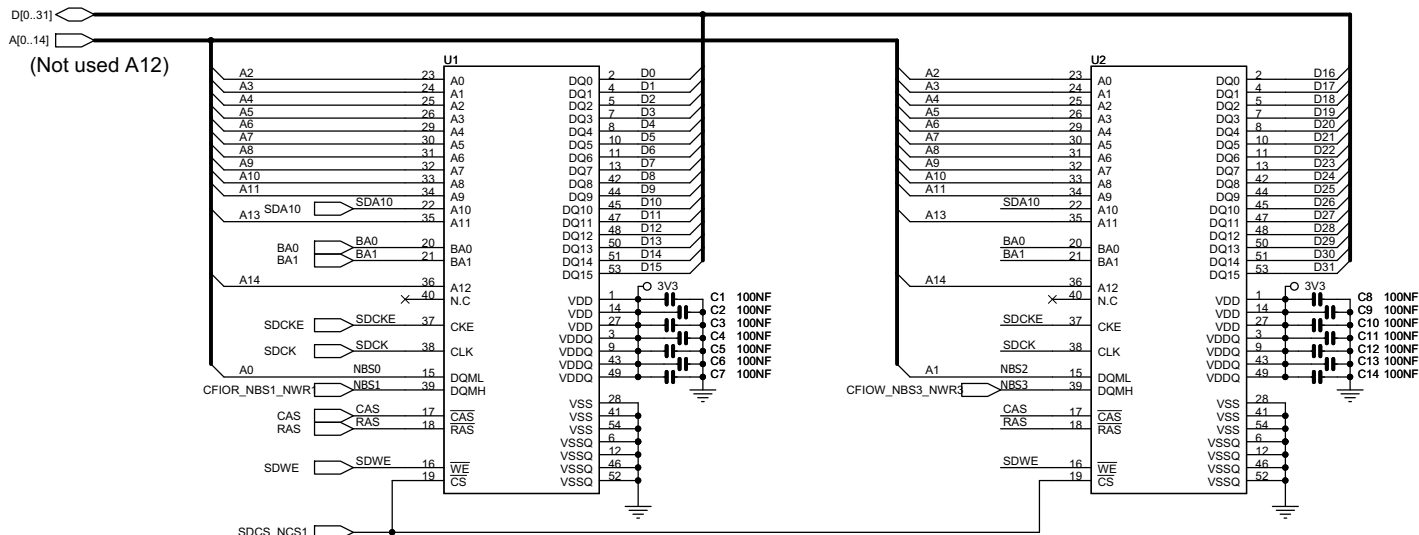 D[0..31]
A[0..14]
(Not used A12)
U1
A2 23 A0 DQ0 2 D0
A3 24 A1 DQ1 4 D1
A4 25 A2 DQ2 5 D2
A5 26 A3 DQ3 7 D3
A6 29 A4 DQ4 8 D4
A7 30 A5 DQ5 10 D5
A8 31 A6 DQ6 11 D6
A9 32 A7 DQ7 13 D7
A10 33 A8 DQ8 42 D8
A11 34 A9 DQ9 44 D9
SDA10 SDA10 22 A10 DQ10 45 D10
A13 35 A11 DQ11 47 D11
DQ12 48 D12
BA0 BA0 20 BA0 DQ13 50 D13
BA1 BA1 21 BA1 DQ14 51 D14
DQ15 53 D15
A14 36 A12 3V3
40 N.C VDD 1 C1 100NF
VDD 14 C2 100NF
SDCKE SDCKE 37 CKE VDD 27 C3 100NF
VDDQ 3 C4 100NF
SDCK SDCK 38 CLK VDDQ 9 C5 100NF
VDDQ 43 C6 100NF
A0 NBS0 15 DQML VDDQ 49 C7 100NF
CFIOR_NBS1_NWR1 NBS1 39 DQMH
VSS 28
CAS CAS 17 CAS VSS 41
RAS RAS 18 RAS VSS 54
VSSQ 6
VSSQ 12
SDWE SDWE 16 WE VSSQ 46
19 CS VSSQ 52
SDCS_NCS1
U2
A2 23 A0 DQ0 2 D16
A3 24 A1 DQ1 4 D17
A4 25 A2 DQ2 5 D18
A5 26 A3 DQ3 7 D19
A6 29 A4 DQ4 8 D20
A7 30 A5 DQ5 10 D21
A8 31 A6 DQ6 11 D22
A9 32 A7 DQ7 13 D23
A10 33 A8 DQ8 42 D24
A11 34 A9 DQ9 44 D25
SDA10 22 A10 DQ10 45 D26
A13 35 A11 DQ11 47 D27
DQ12 48 D28
BA0 20 BA0 DQ13 50 D29
BA1 21 BA1 DQ14 51 D30
DQ15 53 D31
A14 36 A12 3V3
40 N.C VDD 1 C8 100NF
VDD 14 C9 100NF
SDCKE 37 CKE VDD 27 C10 100NF
VDDQ 3 C11 100NF
SDCK 38 CLK VDDQ 9 C12 100NF
VDDQ 43 C13 100NF
A1 NBS2 15 DQML VDDQ 49 C14 100NF
CFIOW_NBS3_NWR3 NBS3 39 DQMH
VSS 28
CAS 17 CAS VSS 41
RAS 18 RAS VSS 54
VSSQ 6
VSSQ 12
SDWE 16 WE VSSQ 46
19 CS VSSQ 52